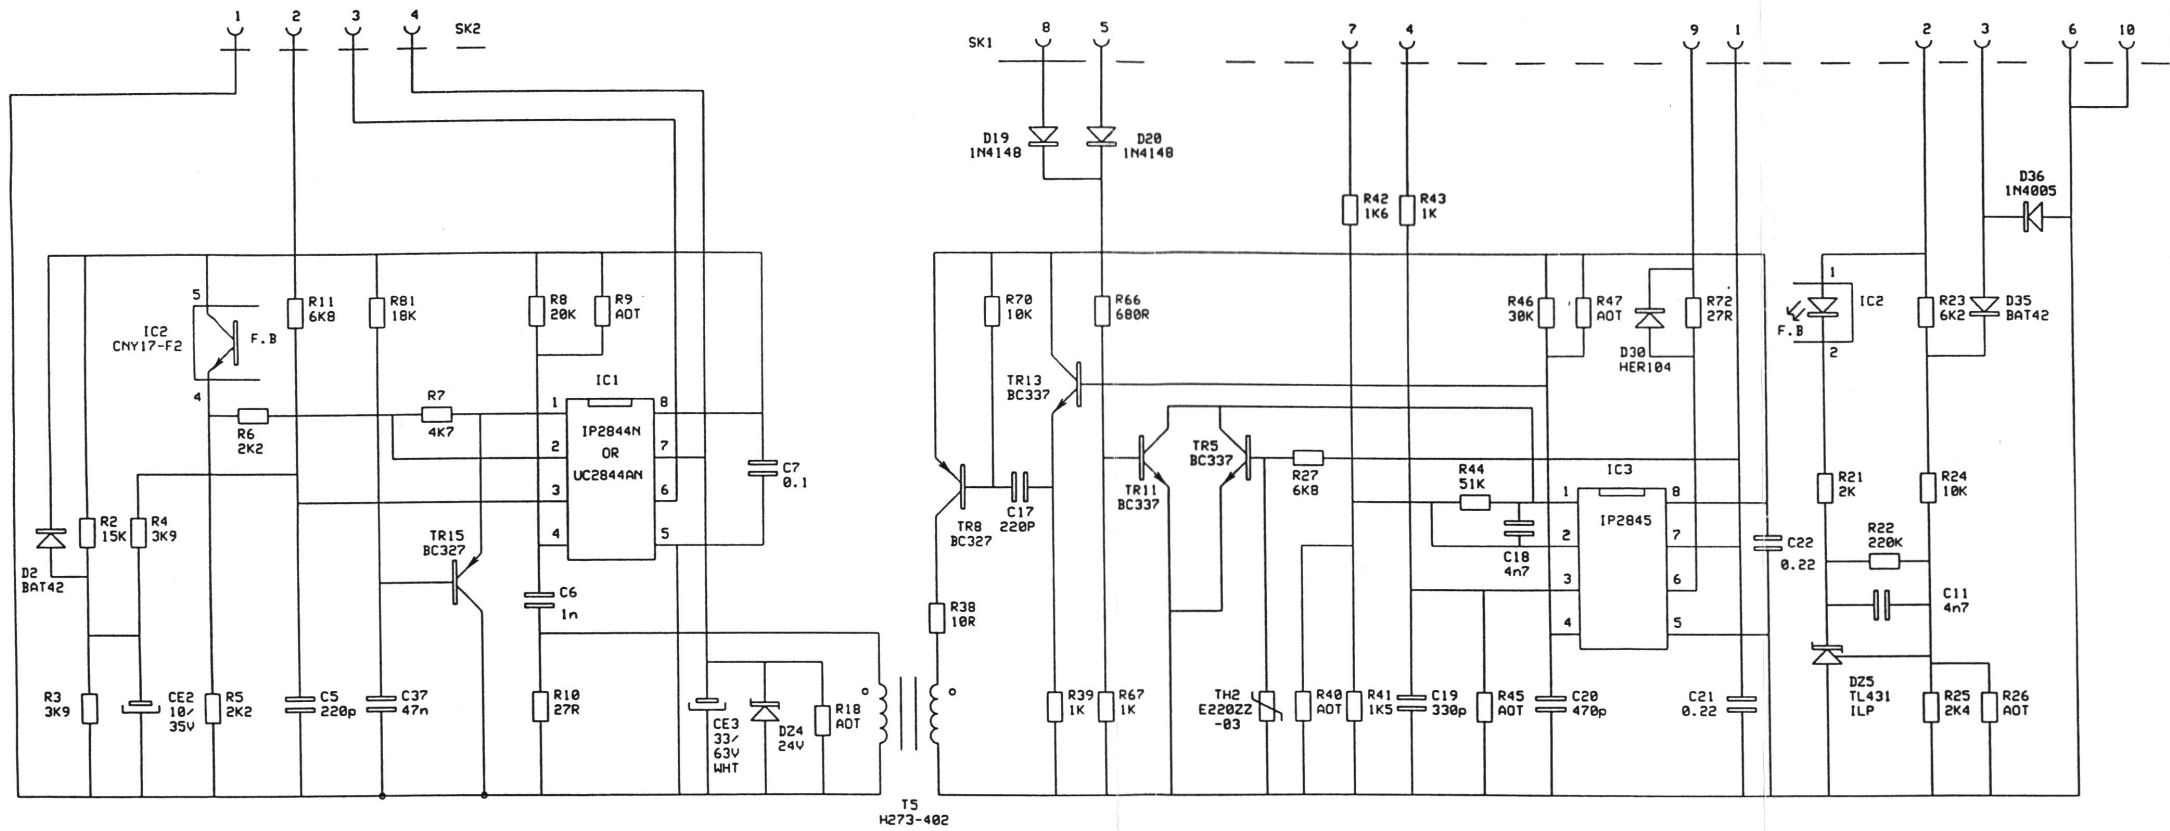 1 2 3 4 SK2
SK1 8 5 7 4 9 1 2 3 6 10
D19
1N4148
D20
1N4148
D36
1N4005
R42
1K6
R43
1K
5
IC2
CNY17-F2
F.B
4
R11
6K8
R81
18K
R8
20K
R9
AOT
R6
2K2
R7
4K7
IC1
IP2844N
OR
UC2844AN
1
2
3
4
8
7
6
5
C7
0.1
D2
BAT42
R2
15K
R4
3K9
TR15
BC327
C6
1n
R3
3K9
CE2
10/
35V
R5
2K2
C5
220p
C37
47n
R10
27R
CE3
33/
63V
WHT
DZ4
24V
R18
AOT
T5
H273-402
R70
10K
R66
680R
TR13
BC337
TR8
BC327
C17
220P
TR11
BC337
TR5
BC337
R27
6K8
R38
10R
R39
1K
R67
1K
TH2
E220ZZ
-03
R40
AOT
R41
1K5
C19
330p
R45
AOT
C20
470p
R46
30K
R47
AOT
D30
HER104
R72
27R
R44
51K
C18
4n7
IC3
IP2845
1
2
3
4
8
7
6
5
C22
0.22
C21
0.22
1
IC2
F.B
2
R23
6K2
D35
BAT42
R21
2K
R24
10K
R22
220K
C11
4n7
DZ5
TL431
ILP
R25
2K4
R26
AOT